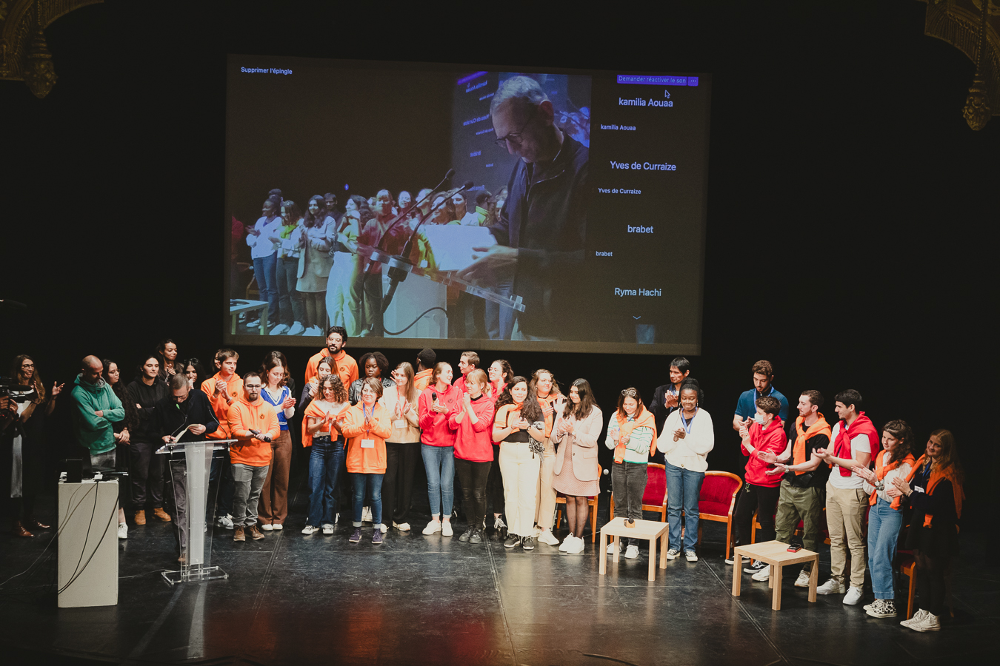 Supprimer l'épingle
Demander réactiver le son
kamilia Aouaa
kamilia Aouaa
Yves de Curraize
Yves de Curraize
brabet
brabet
Ryma Hachi